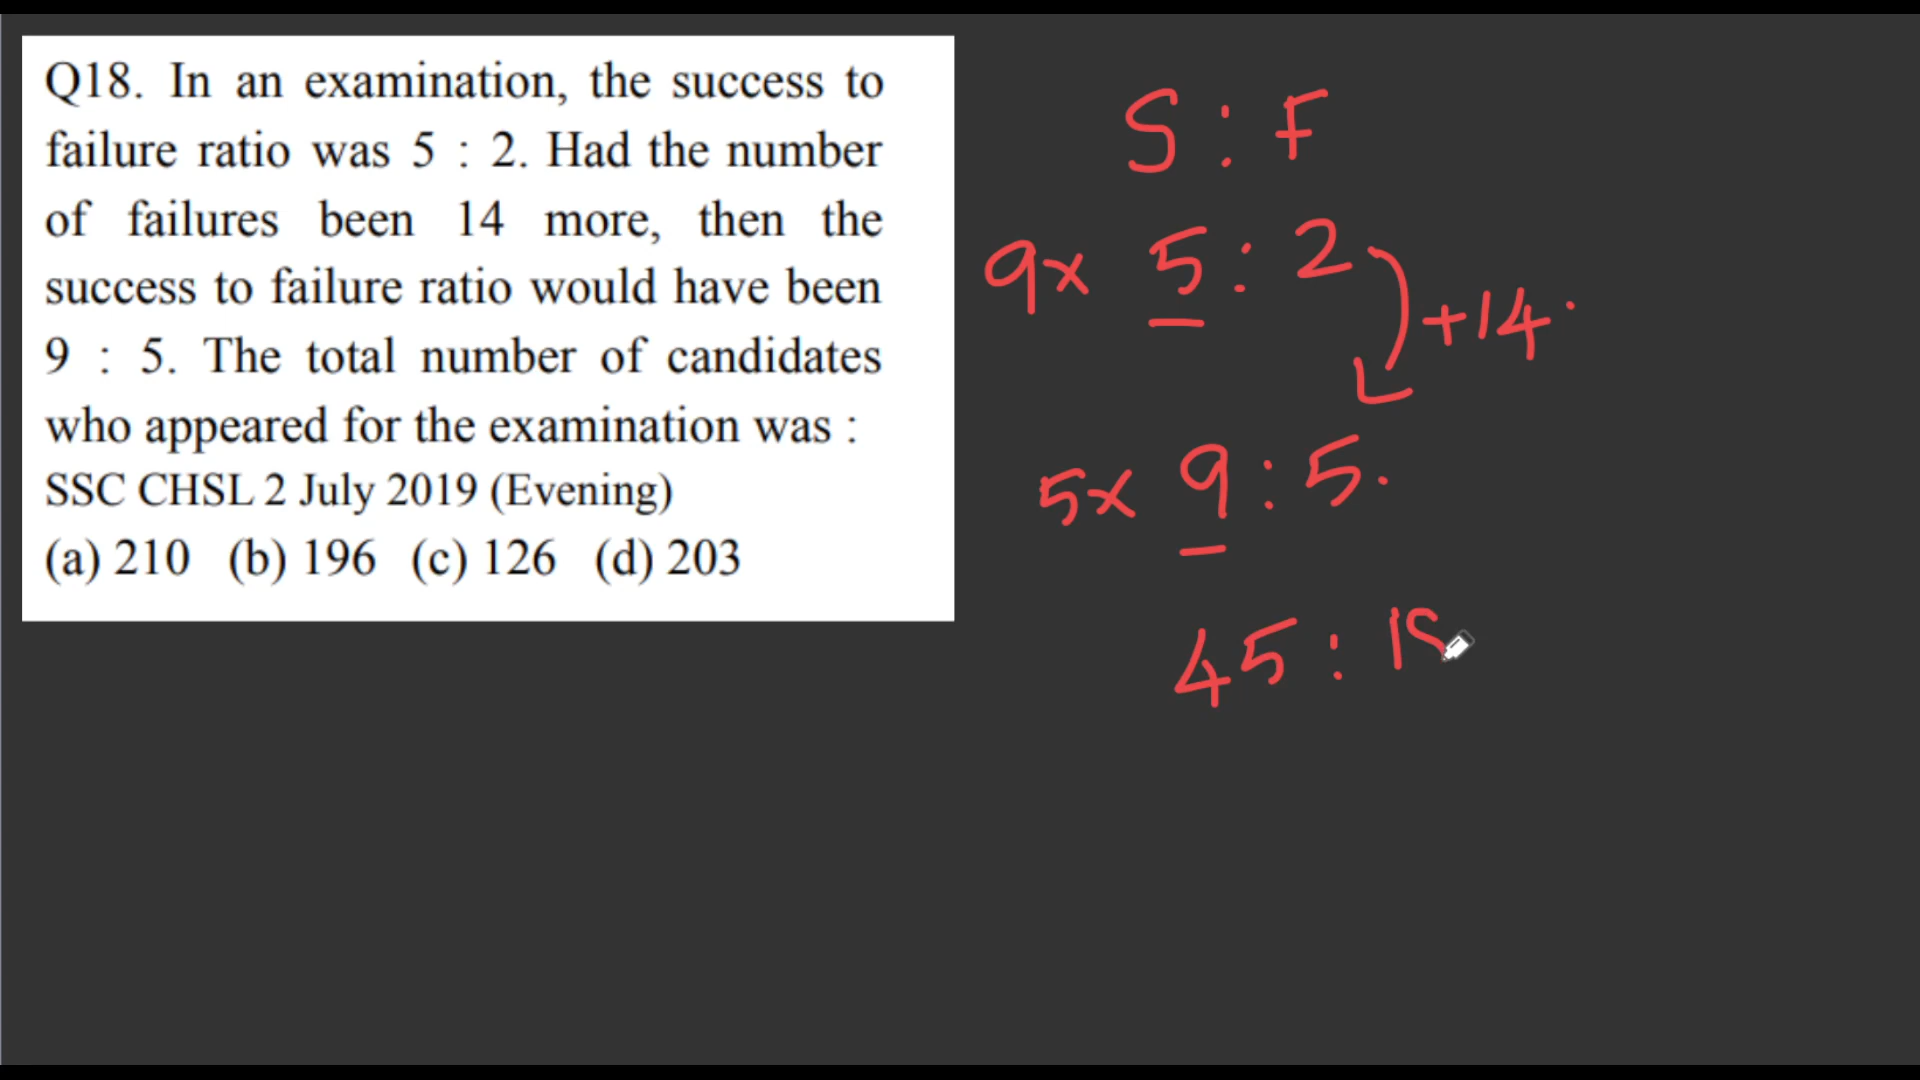 Q18. In an examination, the success to
failure ratio was 5 : 2. Had the number
of failures been 14 more, then the
success to failure ratio would have been
9 : 5. The total number of candidates
who appeared for the examination was :
SSC CHSL 2 July 2019 (Evening)
(a) 210 (b) 196 (c) 126 (d) 203
S : F
9x 5 : 2
+14.
5x 9 : 5.
45 : 1